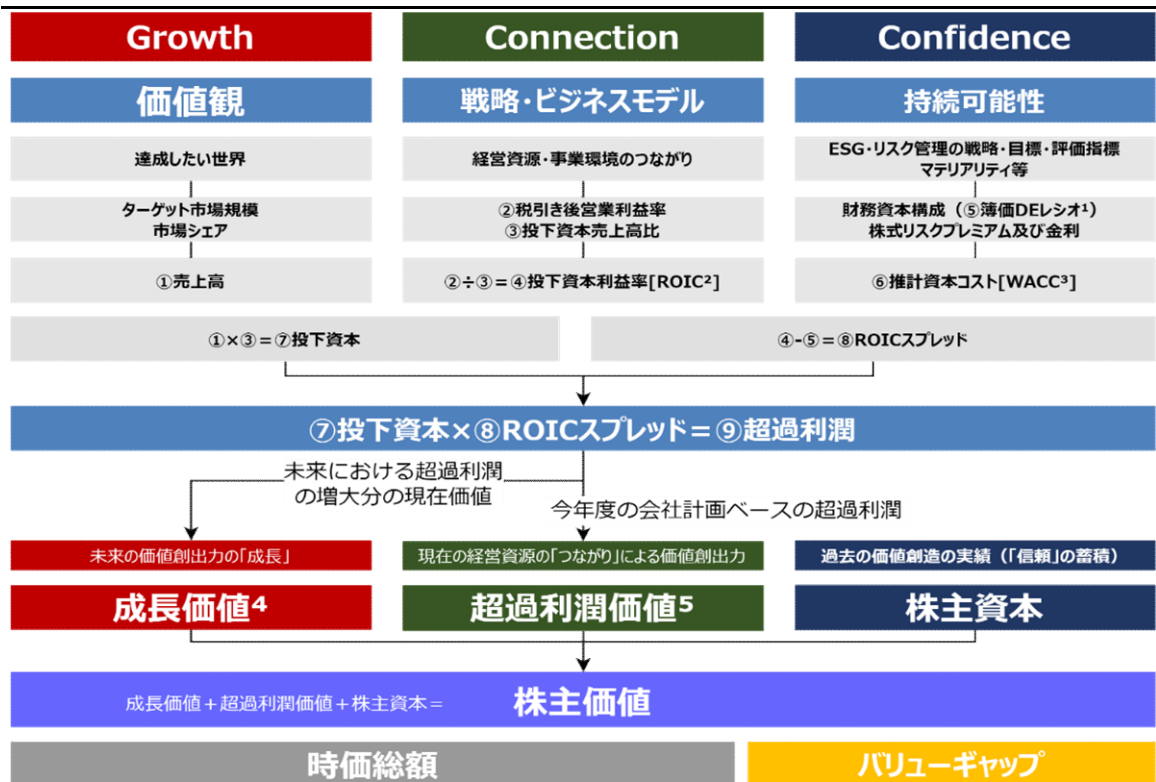 Growth
Connection
Confidence
価値観
戦略・ビジネスモデル
持続可能性
達成したい世界
経営資源・事業環境のつながり
ESG・リスク管理の戦略・目標・評価指標
マテリアリティ等
ターゲット市場規模
市場シェア
②税引き後営業利益率
③投下資本売上高比
財務資本構成（⑤簿価DEレシオ¹）
株式リスクプレミアム及び金利
①売上高
②÷③＝④投下資本利益率[ROIC²]
⑥推計資本コスト[WACC³]
①×③＝⑦投下資本
④-⑤＝⑧ROICスプレッド
⑦投下資本×⑧ROICスプレッド＝⑨超過利潤
未来における超過利潤
の増大分の現在価値
今年度の会社計画ベースの超過利潤
未来の価値創出力の「成長」
現在の経営資源の「つながり」による価値創出力
過去の価値創造の実績（「信頼」の蓄積）
成長価値⁴
超過利潤価値⁵
株主資本
成長価値＋超過利潤価値＋株主資本＝
株主価値
時価総額
バリューギャップ